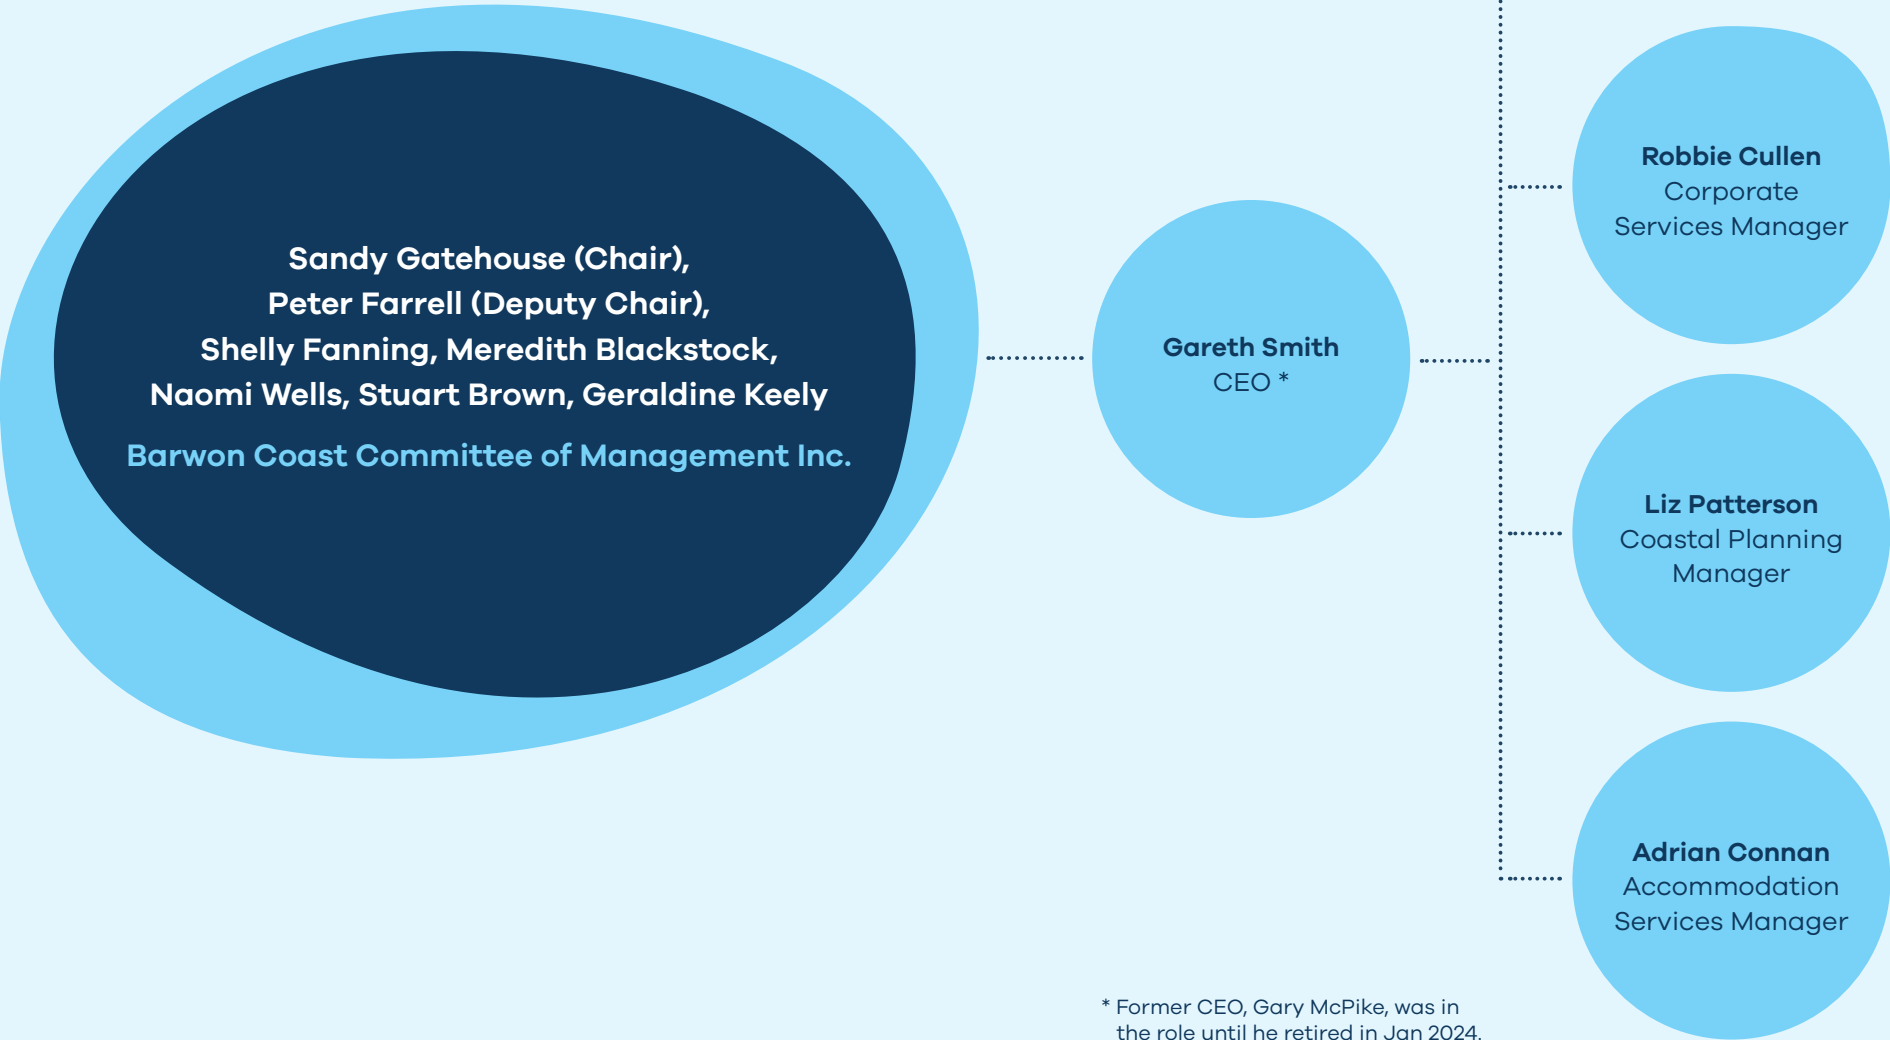 Sandy Gatehouse (Chair),
Peter Farrell (Deputy Chair),
Shelly Fanning, Meredith Blackstock,
Naomi Wells, Stuart Brown, Geraldine Keely
Barwon Coast Committee of Management Inc.
Gareth Smith
CEO *
Robbie Cullen
Corporate
Services Manager
Liz Patterson
Coastal Planning
Manager
Adrian Connan
Accommodation
Services Manager
* Former CEO, Gary McPike, was in
the role until he retired in Jan 2024.